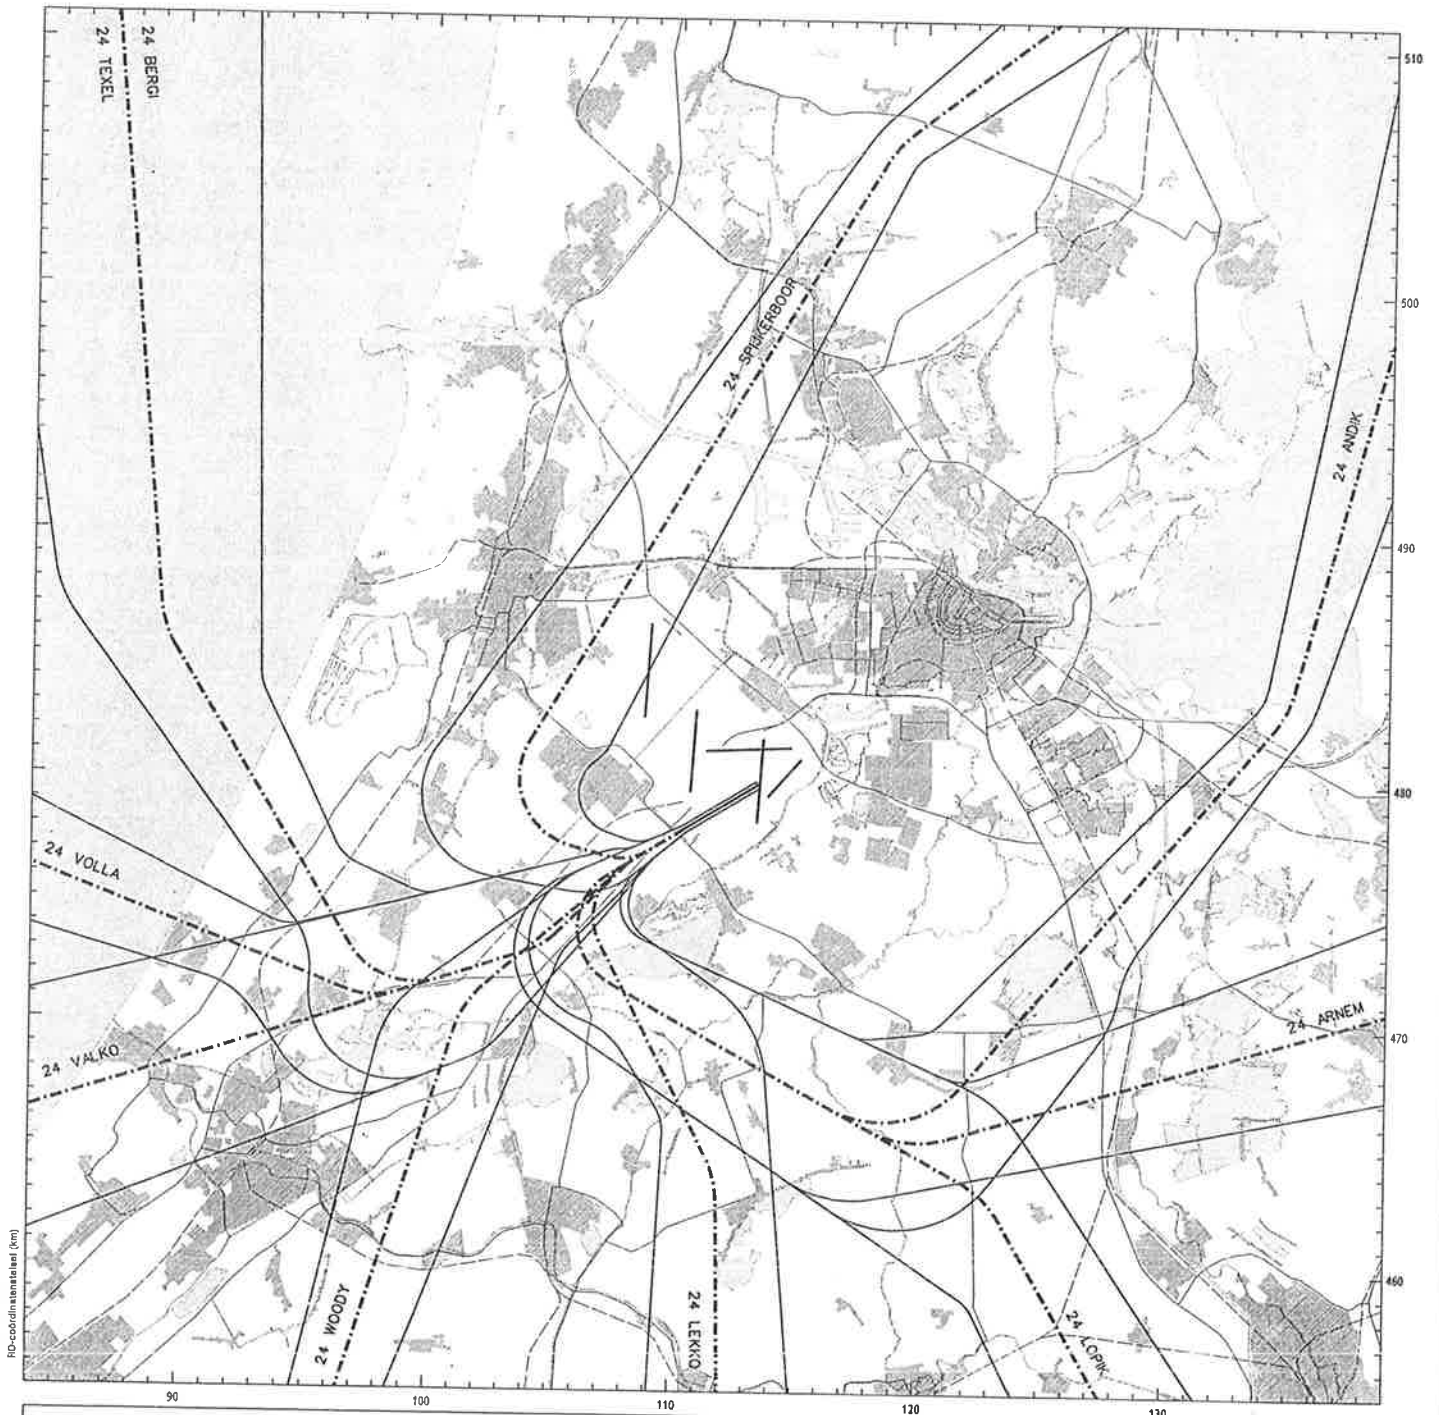 24 TEXEL
24 BERGI
510
24 SPIJKERBOOR
500
24 ANDIK
490
480
24 VOLLA
24 VALKO
24 ARNEM
470
24 WOODY
24 LEKKO
24 LOPIK
460
RD-coördinatenstelsel (km)
90
100
110
120
130